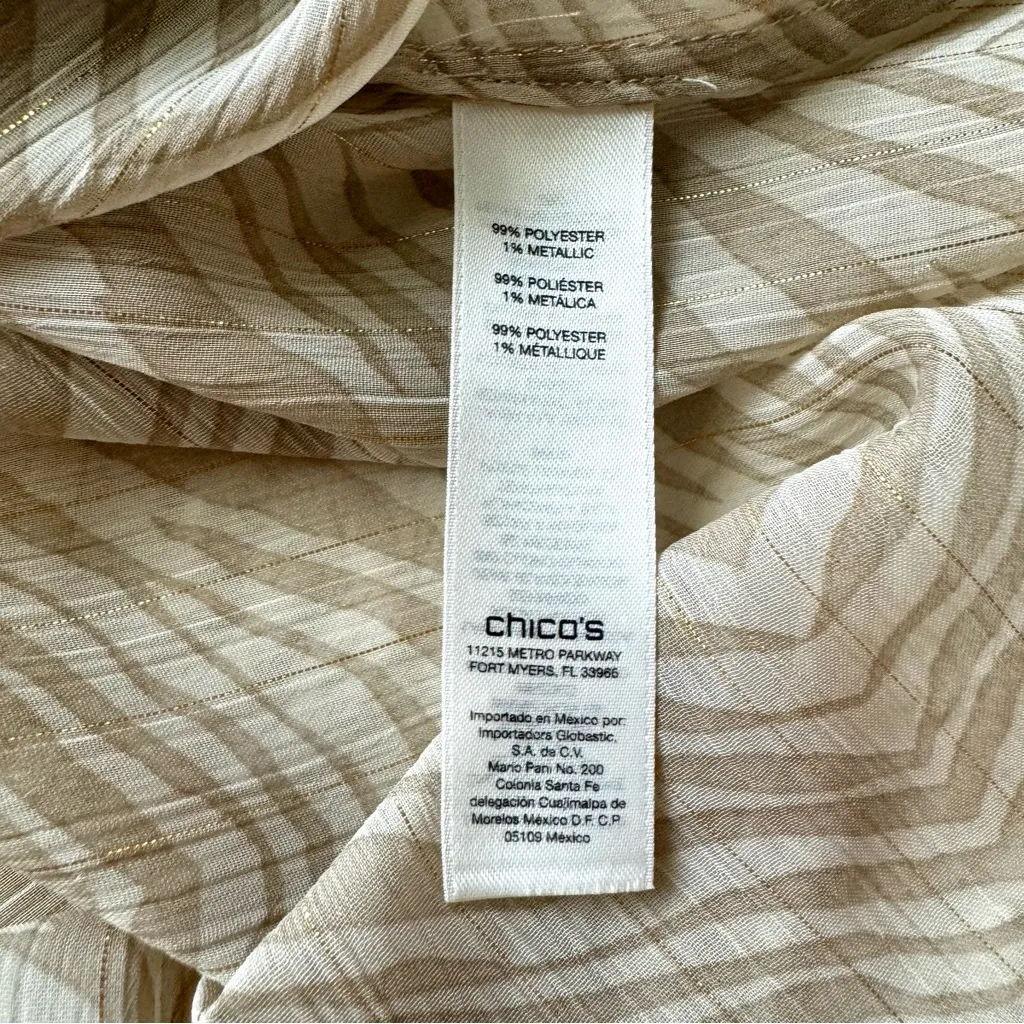 99% POLYESTER
1% METALLIC
99% POLIÉSTER
1% METÁLICA
99% POLYESTER
1% MÉTALLIQUE
chico's
11215 METRO PARKWAY
FORT MYERS, FL 33966
Importado en México por:
Importadora Globastic,
S.A. de C.V.
Mario Pani No. 200
Colonia Santa Fe
delegación Cuajimalpa de
Morelos México D.F. C.P.
05109 México